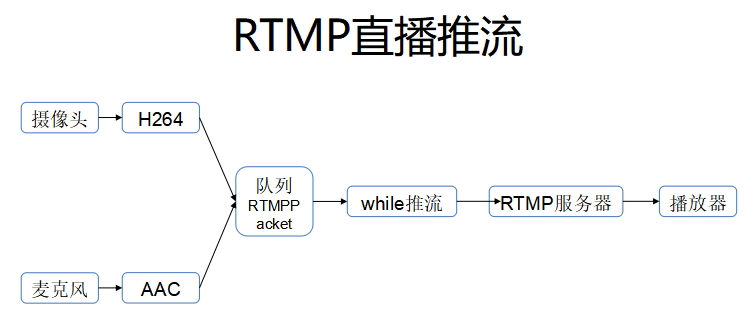 RTMP直播推流
摄像头
H264
队列
RTMPP
acket
while推流
RTMP服务器
播放器
麦克风
AAC